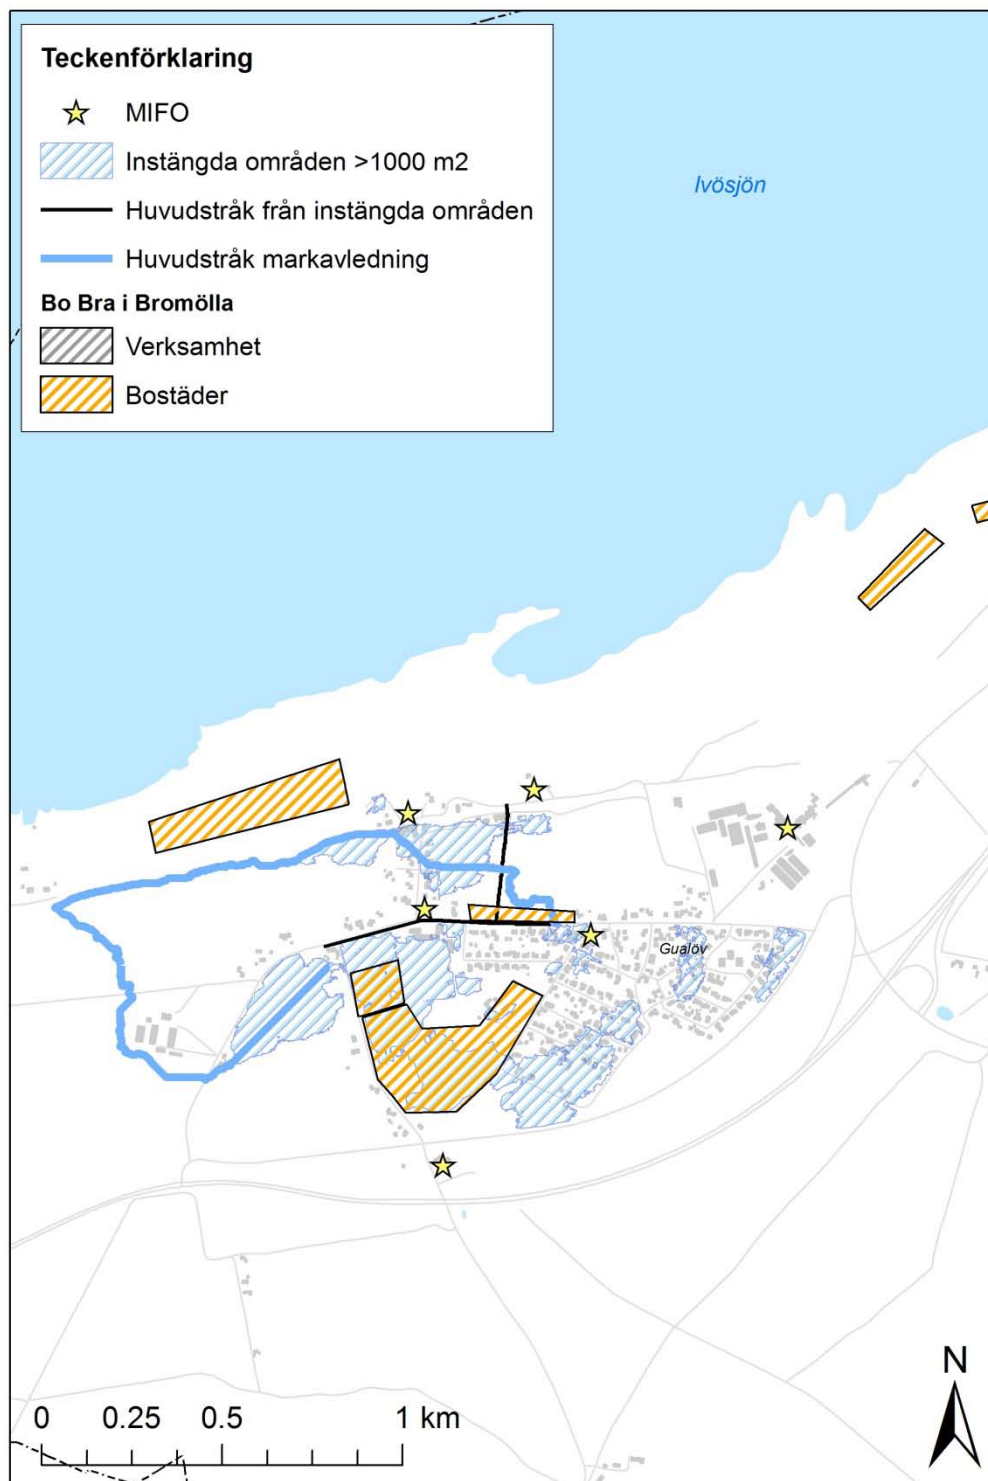 Teckenförklaring
MIFO
Instängda områden >1000 m2
Huvudstråk från instängda områden
Huvudstråk markavledning
Bo Bra i Bromölla
Verksamhet
Bostäder
Ivösjön
Gualöv
N
0 0.25 0.5 1 km